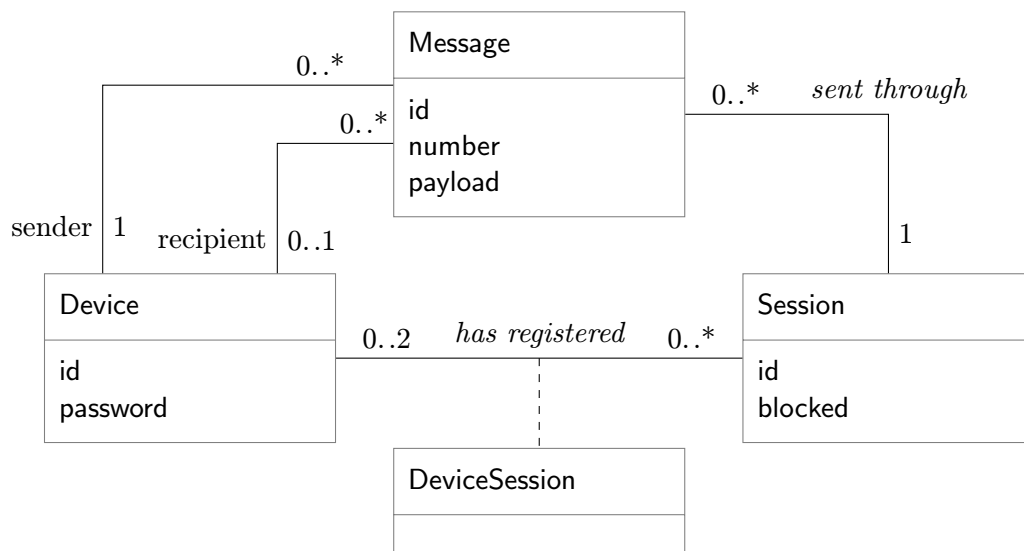 Message
id
number
payload
0..*
0..*
0..*
sent through
sender
1
recipient
0..1
1
Device
id
password
0..2
has registered
0..*
Session
id
blocked
DeviceSession